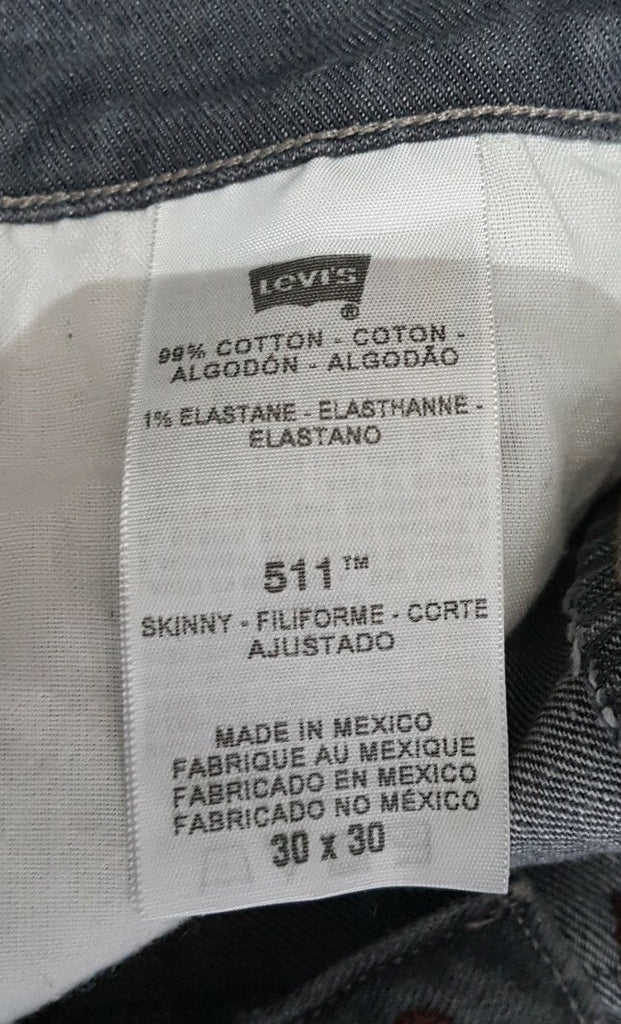 Levi's
®
99% COTTON - COTON -
ALGODÓN - ALGODÃO
1% ELASTANE - ELASTHANNE -
ELASTANO
511™
SKINNY - FILIFORME - CORTE
AJUSTADO
MADE IN MEXICO
FABRIQUE AU MEXIQUE
FABRICADO EN MEXICO
FABRICADO NO MÉXICO
30 x 30